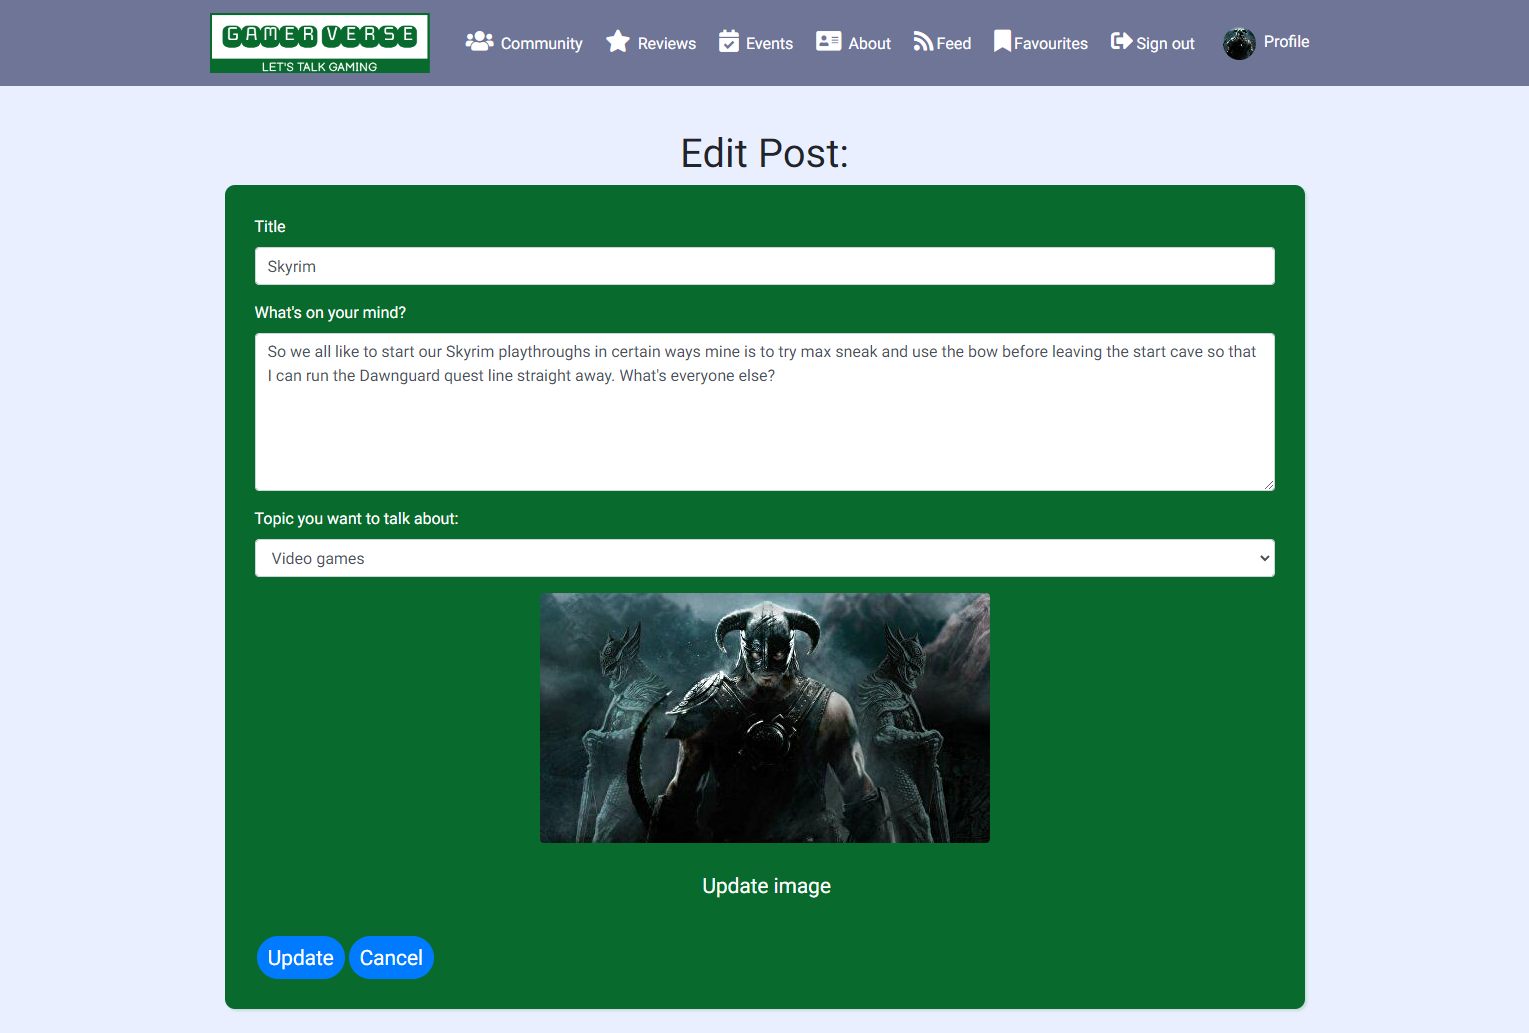 GAMER VERSE
LET'S TALK GAMING
Community
Reviews
Events
About
Feed
Favourites
Sign out
Profile
Edit Post:
Title
Skyrim
What's on your mind?
So we all like to start our Skyrim playthroughs in certain ways mine is to try max sneak and use the bow before leaving the start cave so that
I can run the Dawnguard quest line straight away. What's everyone else?
Topic you want to talk about:
Video games
Update image
Update
Cancel